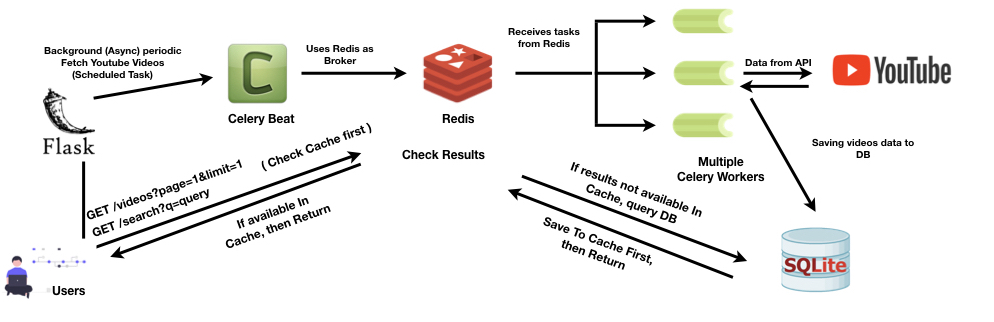 Background (Async) periodic
Fetch Youtube Videos
(Scheduled Task)
Flask
C
Celery Beat
Uses Redis as
Broker
Redis
Check Results
Receives tasks
from Redis
Multiple
Celery Workers
Data from API
YouTube
Saving videos data to
DB
GET /videos?page=1&limit=1
( Check Cache first )
GET /search?q=query
If available In
Cache, then Return
If results not available In
Cache, query DB
Save To Cache First,
then Return
SQLite
Users